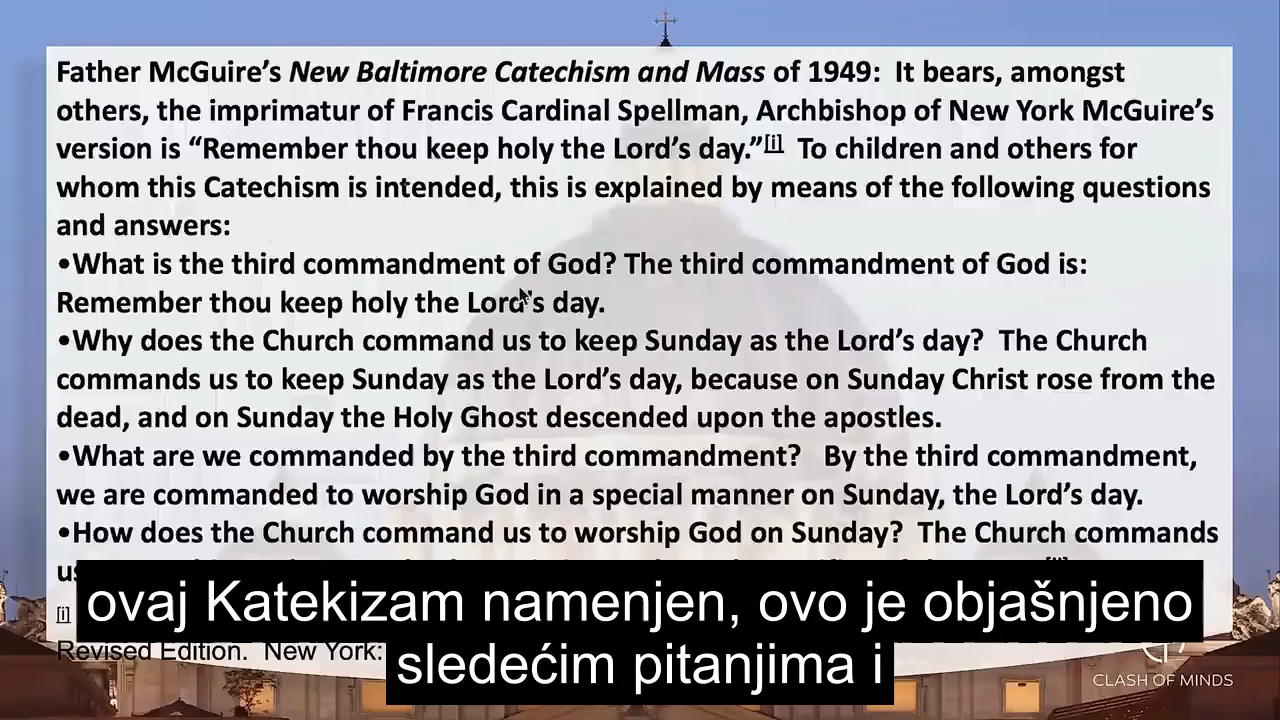 Father McGuire's New Baltimore Catechism and Mass of 1949:  It bears, amongst
others, the imprimatur of Francis Cardinal Spellman, Archbishop of New York McGuire's
version is “Remember thou keep holy the Lord's day.”[i]  To children and others for
whom this Catechism is intended, this is explained by means of the following questions
and answers:
•What is the third commandment of God? The third commandment of God is:
Remember thou keep holy the Lord's day.
•Why does the Church command us to keep Sunday as the Lord's day?  The Church
commands us to keep Sunday as the Lord's day, because on Sunday Christ rose from the
dead, and on Sunday the Holy Ghost descended upon the apostles.
•What are we commanded by the third commandment?   By the third commandment,
we are commanded to worship God in a special manner on Sunday, the Lord's day.
•How does the Church command us to worship God on Sunday?  The Church commands
us
[i]
Revised Edition.  New York:
ovaj Katekizam namenjen, ovo je objašnjeno
sledećim pitanjima i
CLASH OF MINDS